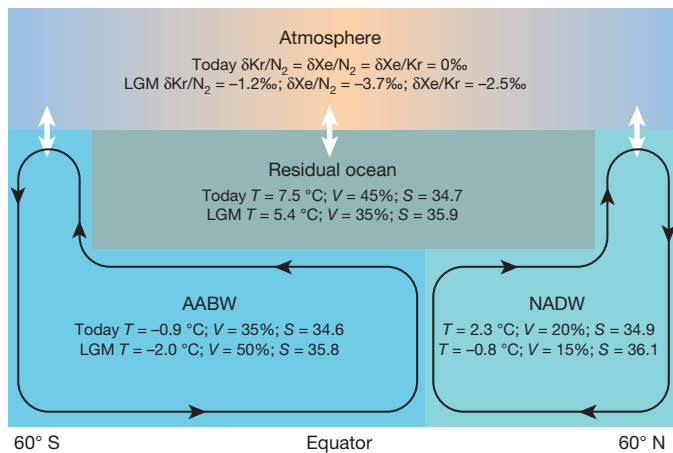 Atmosphere
Today δKr/N₂ = δXe/N₂ = δXe/Kr = 0‰
LGM δKr/N₂ = –1.2‰; δXe/N₂ = –3.7‰; δXe/Kr = –2.5‰
Residual ocean
Today T = 7.5 °C; V = 45%; S = 34.7
LGM T = 5.4 °C; V = 35%; S = 35.9
AABW
Today T = –0.9 °C; V = 35%; S = 34.6
LGM T = –2.0 °C; V = 50%; S = 35.8
NADW
T = 2.3 °C; V = 20%; S = 34.9
T = –0.8 °C; V = 15%; S = 36.1
60° S
Equator
60° N